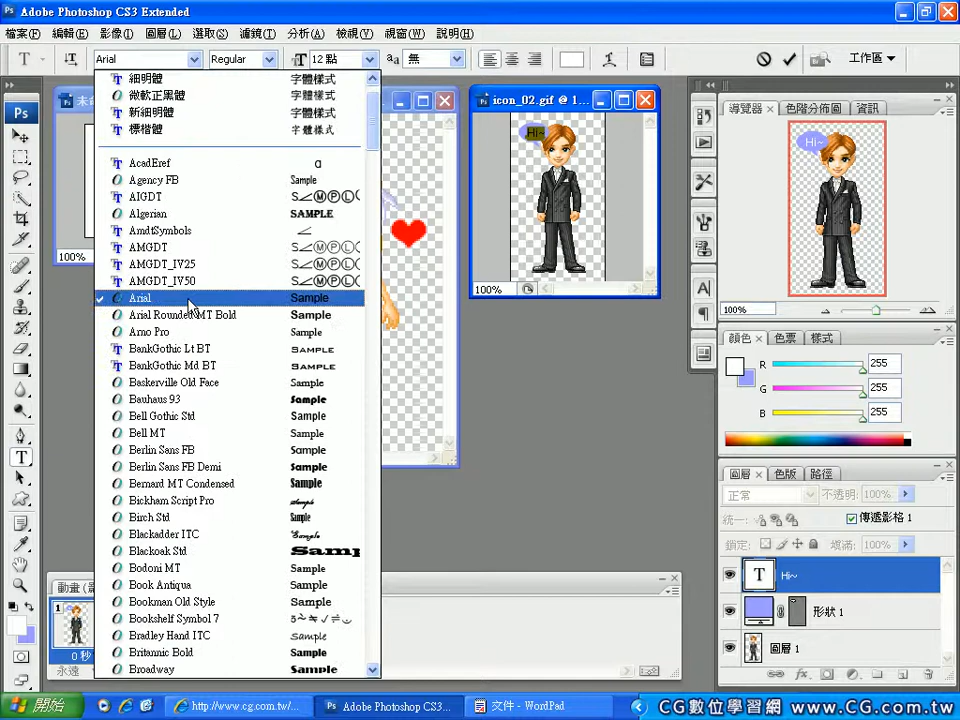 Adobe Photoshop CS3 Extended
檔案(F) 編輯(E) 影像(I) 圖層(L) 選取(S) 濾鏡(T) 分析(A) 檢視(V) 視窗(W) 說明(H)
Arial Regular 12 點 aa 無 工作區
細明體 字體樣式
微軟正黑體 字體樣式
新細明體 字體樣式
標楷體 字體樣式
AcadEref a
Agency FB Sample
AIGDT
Algerian SAMPLE
AmdtSymbols
AMGDT
AMGDT_IV25
AMGDT_IV50
Arial Sample
Arial Rounded MT Bold Sample
Arno Pro Sample
BankGothic Lt BT SAMPLE
BankGothic Md BT SAMPLE
Baskerville Old Face Sample
Bauhaus 93 Sample
Bell Gothic Std Sample
Bell MT Sample
Berlin Sans FB Sample
Berlin Sans FB Demi Sample
Bernard MT Condensed Sample
Bickham Script Pro Sample
Birch Std Sample
Blackadder ITC Sample
Blackoak Std Samp
Bodoni MT Sample
Book Antiqua Sample
Bookman Old Style Sample
Bookshelf Symbol 7
Bradley Hand ITC Sample
Britannic Bold Sample
Broadway Sample
Ps
100%
icon_02.gif @ 1...
Hi~
100%
導覽器 色階分佈圖 資訊
Hi~
100%
顏色 色票 樣式
R 255
G 255
B 255
圖層 色版 路徑
正常 不透明: 100%
統一: 傳遞影格 1
鎖定: 填滿: 100%
T Hi~
形狀 1
圖層 1
動畫 (影
1
0 秒
永遠
開始 http://www.cg.com.tw/... Adobe Photoshop CS3... 文件 - WordPad CG數位學習網 www.CG.com.tw